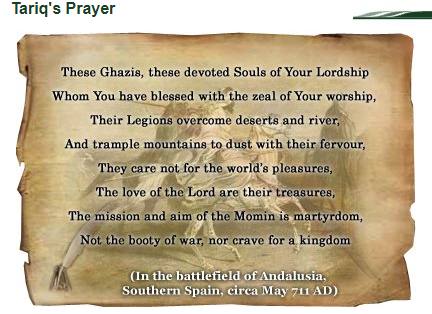 Tariq's Prayer
These Ghazis, these devoted Souls of Your Lordship
Whom You have blessed with the zeal of Your worship,
Their Legions overcome deserts and river,
And trample mountains to dust with their fervour,
They care not for the world's pleasures,
The love of the Lord are their treasures,
The mission and aim of the Momin is martyrdom,
Not the booty of war, nor crave for a kingdom
(In the battlefield of Andalusia,
Southern Spain, circa May 711 AD)